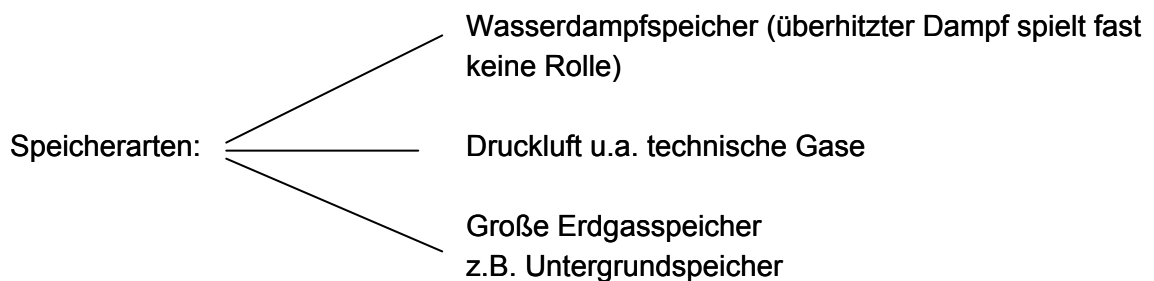 Wasserdampfspeicher (überhitzter Dampf spielt fast
keine Rolle)
Speicherarten:
Druckluft u.a. technische Gase
Große Erdgasspeicher
z.B. Untergrundspeicher